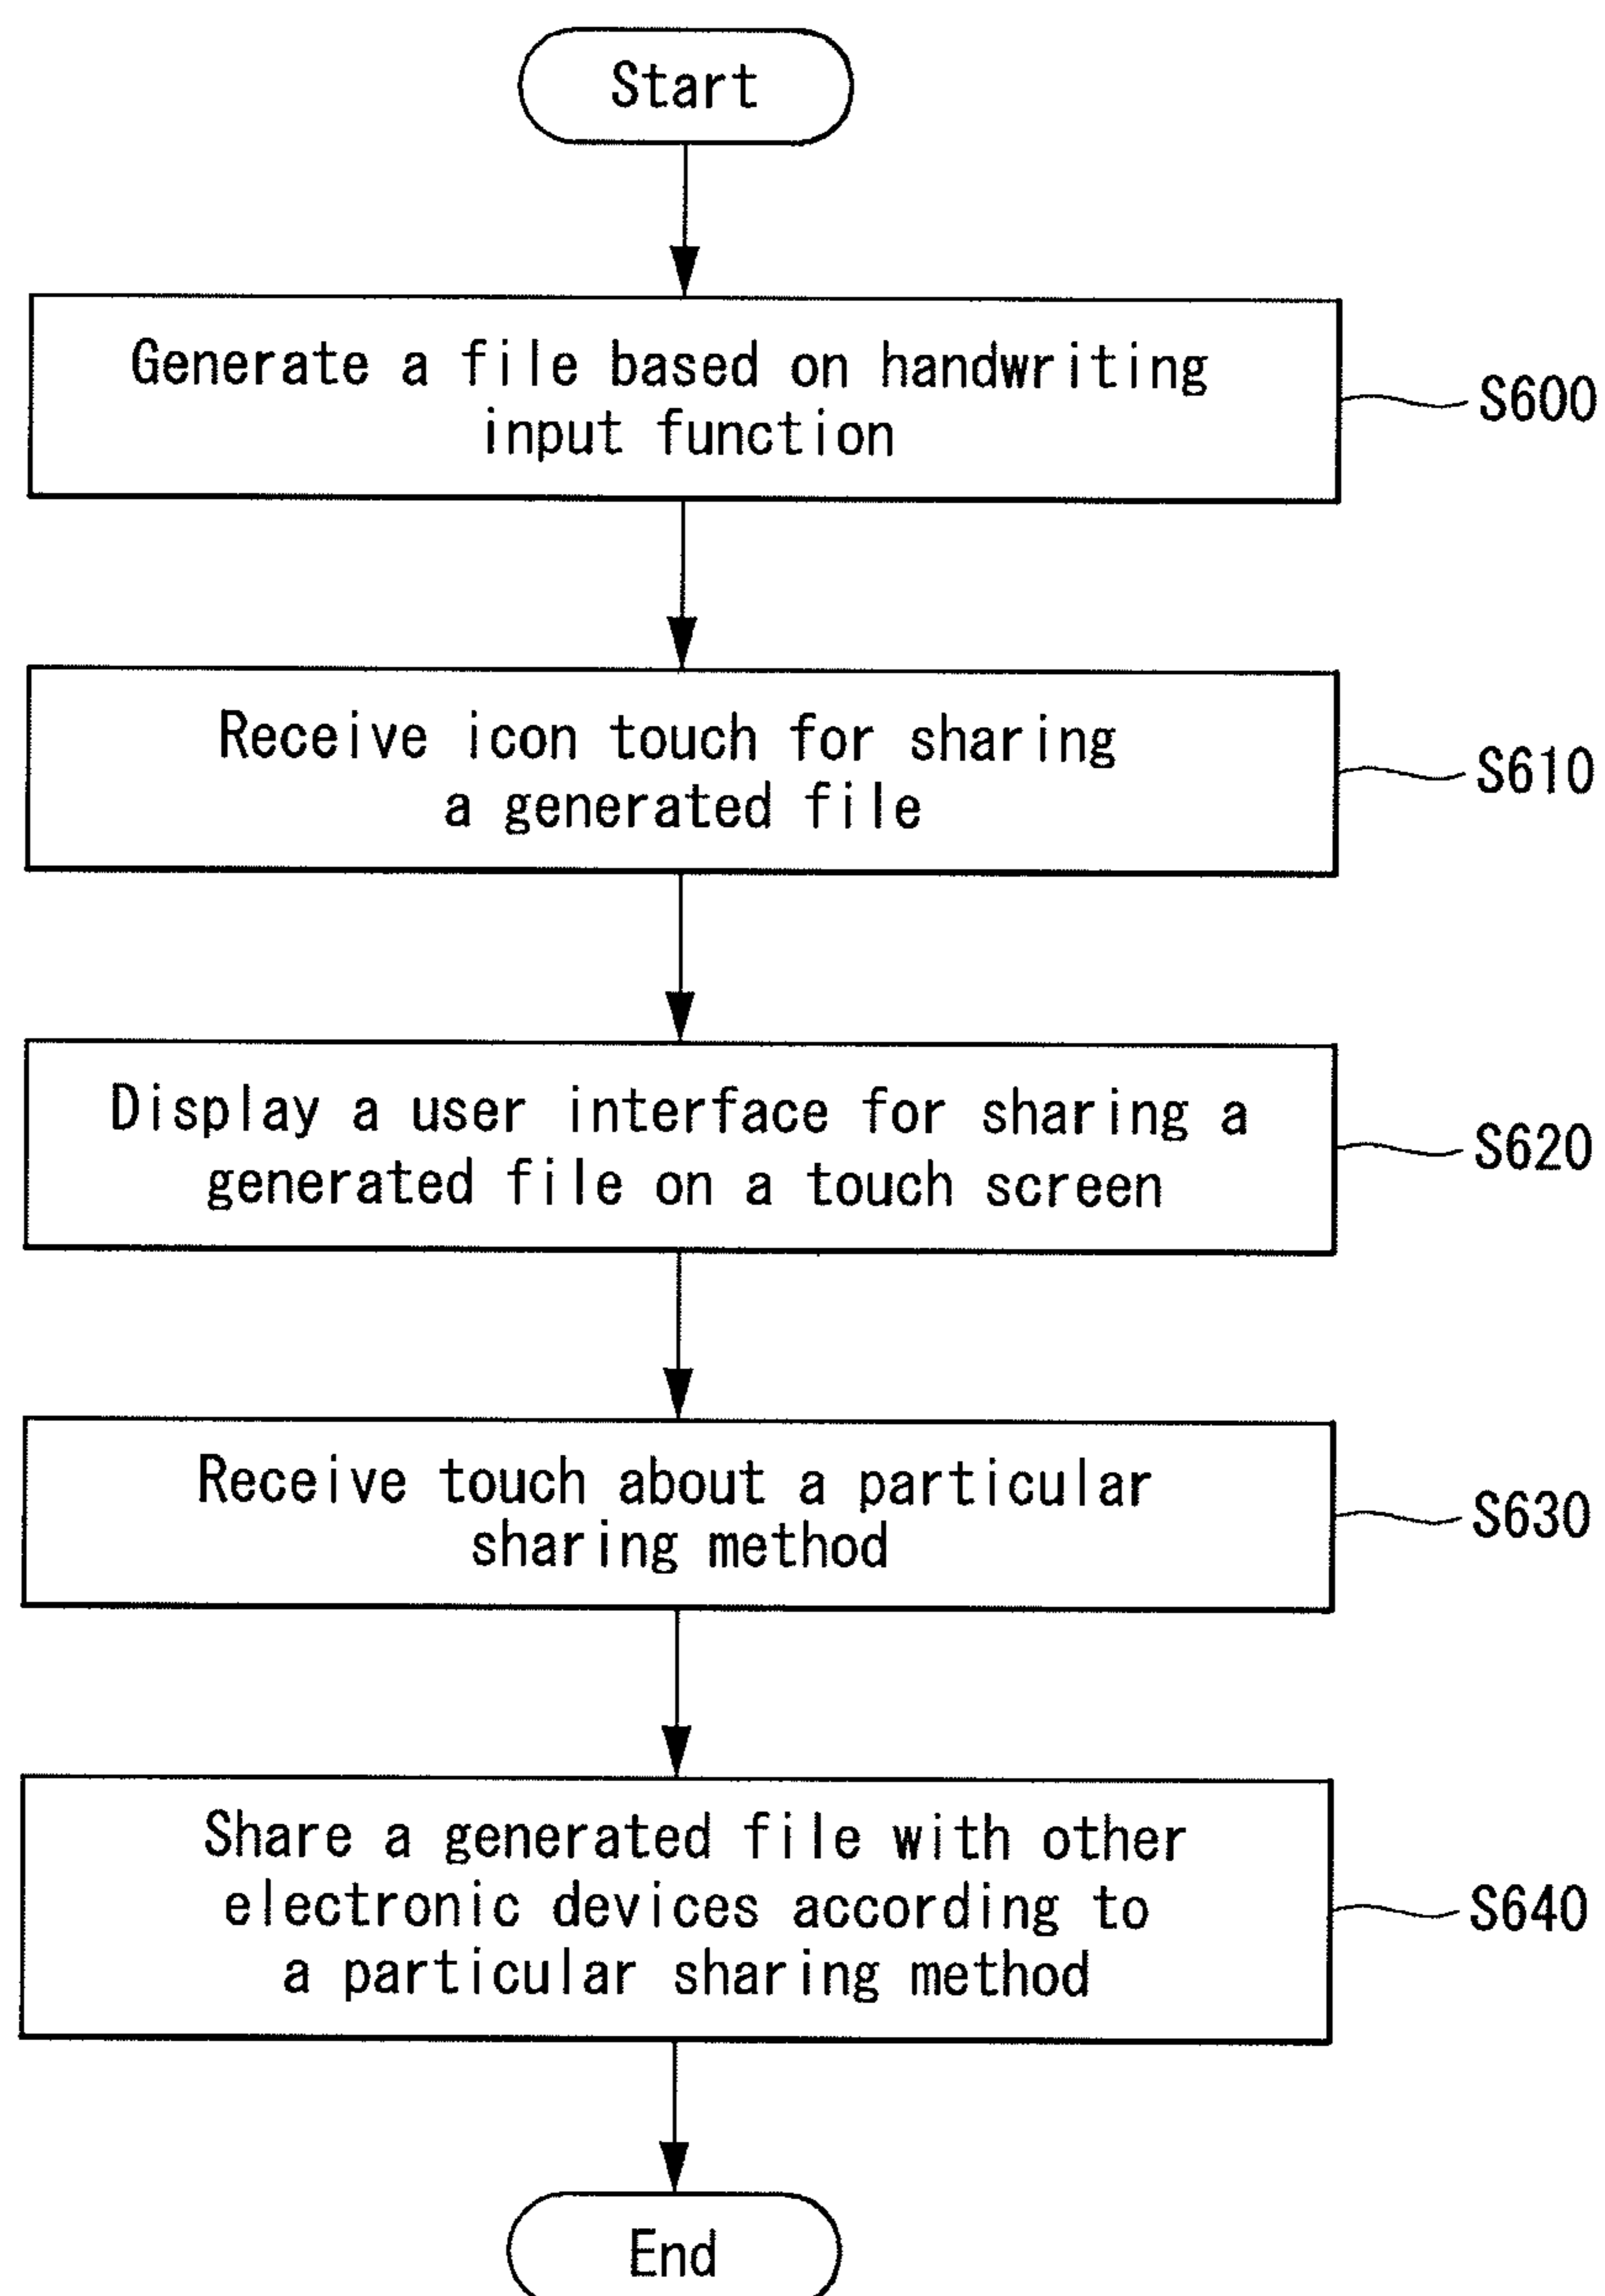 Start
Generate a file based on handwriting
input function
S600
Receive icon touch for sharing
a generated file
S610
Display a user interface for sharing a
generated file on a touch screen
S620
Receive touch about a particular
sharing method
S630
Share a generated file with other
electronic devices according to
a particular sharing method
S640
End